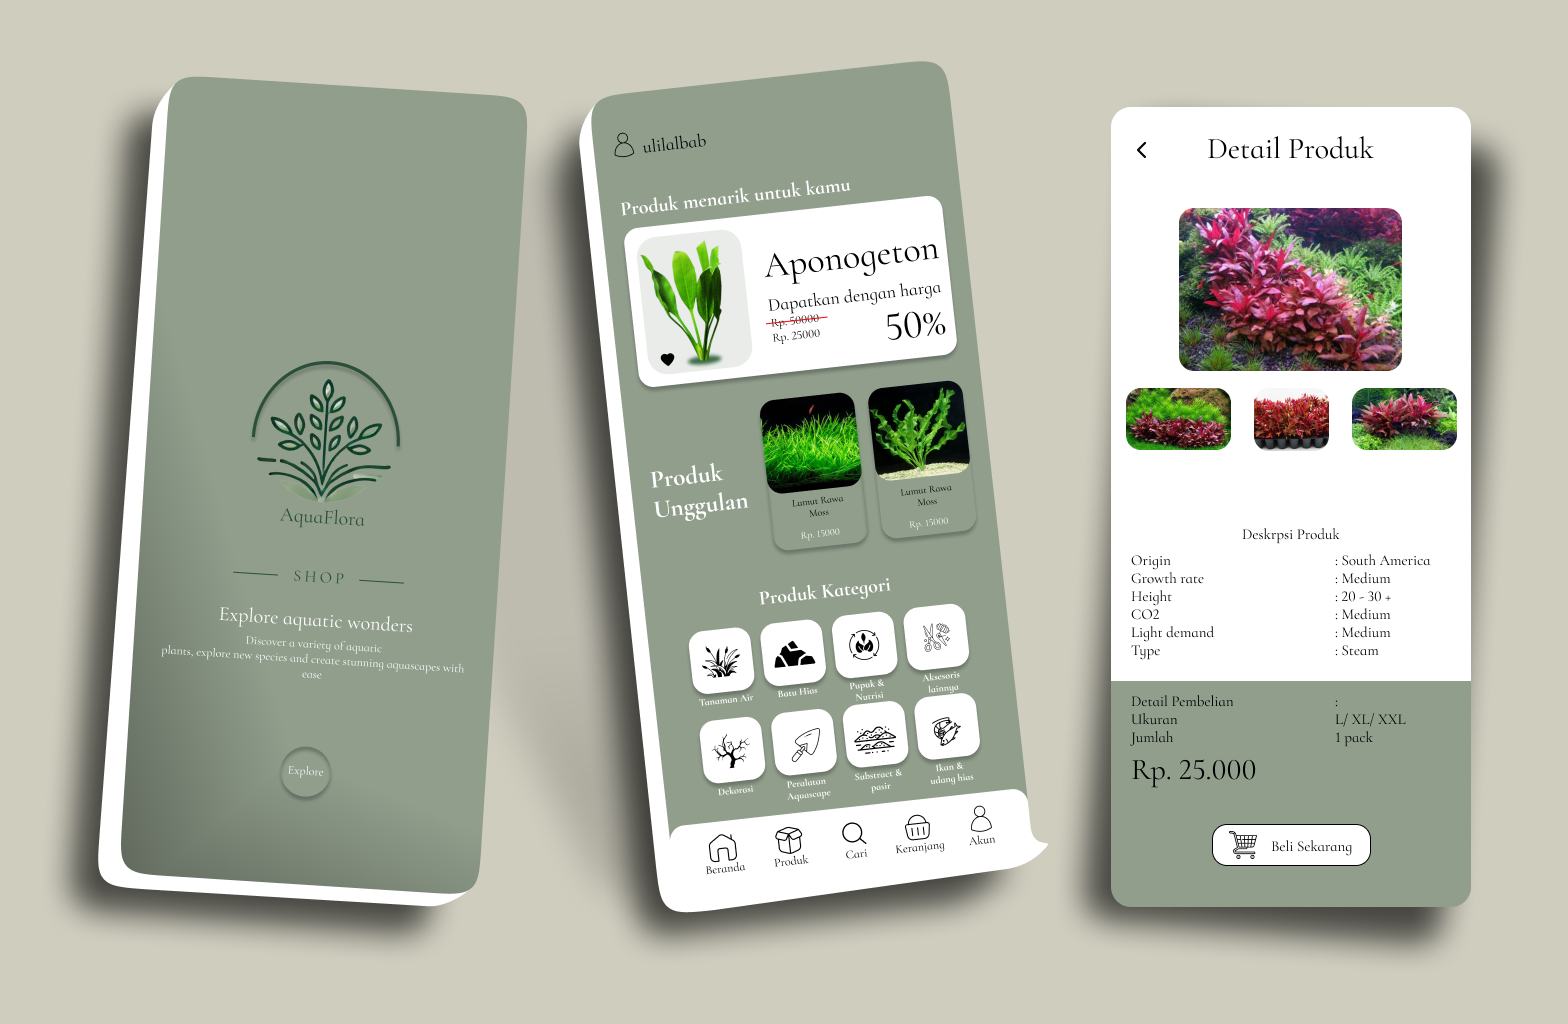 AquaFlora
SHOP
Explore aquatic wonders
Discover a variety of aquatic
plants, explore new species and create stunning aquascapes with
ease
Explore
ulilalbab
Produk menarik untuk kamu
Aponogeton
Dapatkan dengan harga
Rp. 50000
Rp. 25000
50%
Produk
Unggulan
Lumut Rawa
Moss
Rp. 15000
Lumut Rawa
Moss
Rp. 15000
Produk Kategori
Tanaman Air
Batu Hias
Pupuk &
Nutrisi
Aksesoris
lainnya
Dekorasi
Peralatan
Aquascape
Substract &
pasir
Ikan &
udang hias
Beranda
Produk
Cari
Keranjang
Akun
Detail Produk
Deskrpsi Produk
Origin : South America
Growth rate : Medium
Height : 20 - 30 +
CO2 : Medium
Light demand : Medium
Type : Steam
Detail Pembelian :
Ukuran L/ XL/ XXL
Jumlah 1 pack
Rp. 25.000
Beli Sekarang